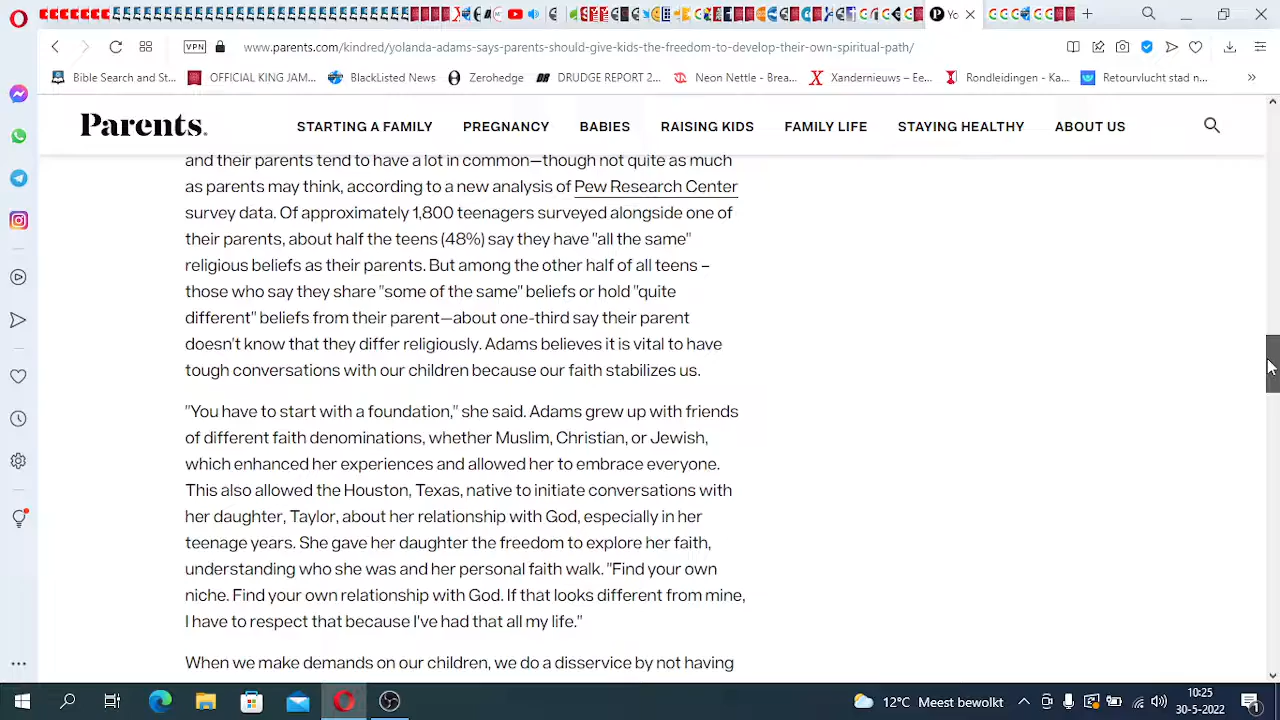 Yo
VPN
www.parents.com/kindred/yolanda-adams-says-parents-should-give-kids-the-freedom-to-develop-their-own-spiritual-path/
Bible Search and St...
OFFICIAL KING JAM...
BlackListed News
Zerohedge
DRUDGE REPORT 2...
Neon Nettle - Brea...
Xandernieuws – Ee...
Rondleidingen - Ka...
Retourvlucht stad n...
»
Parents.
STARTING A FAMILY
PREGNANCY
BABIES
RAISING KIDS
FAMILY LIFE
STAYING HEALTHY
ABOUT US
and their parents tend to have a lot in common—though not quite as much
as parents may think, according to a new analysis of Pew Research Center
survey data. Of approximately 1,800 teenagers surveyed alongside one of
their parents, about half the teens (48%) say they have "all the same"
religious beliefs as their parents. But among the other half of all teens –
those who say they share "some of the same" beliefs or hold "quite
different" beliefs from their parent—about one-third say their parent
doesn't know that they differ religiously. Adams believes it is vital to have
tough conversations with our children because our faith stabilizes us.
"You have to start with a foundation," she said. Adams grew up with friends
of different faith denominations, whether Muslim, Christian, or Jewish,
which enhanced her experiences and allowed her to embrace everyone.
This also allowed the Houston, Texas, native to initiate conversations with
her daughter, Taylor, about her relationship with God, especially in her
teenage years. She gave her daughter the freedom to explore her faith,
understanding who she was and her personal faith walk. "Find your own
niche. Find your own relationship with God. If that looks different from mine,
I have to respect that because I've had that all my life."
When we make demands on our children, we do a disservice by not having
12°C Meest bewolkt
10:25
30-5-2022
1